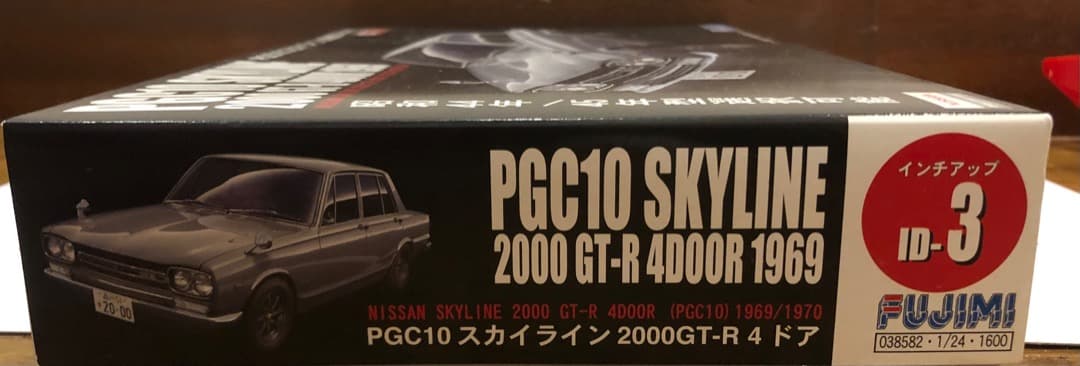 PGC10 SKYLINE
2000 GT-R 4DOOR 1969
NISSAN SKYLINE 2000 GT-R 4DOOR (PGC10) 1969/1970
PGC10 スカイライン 2000GT-R 4 ドア
20-00
インチアップ
ID-3
FUJIMI
038582・1/24・1600